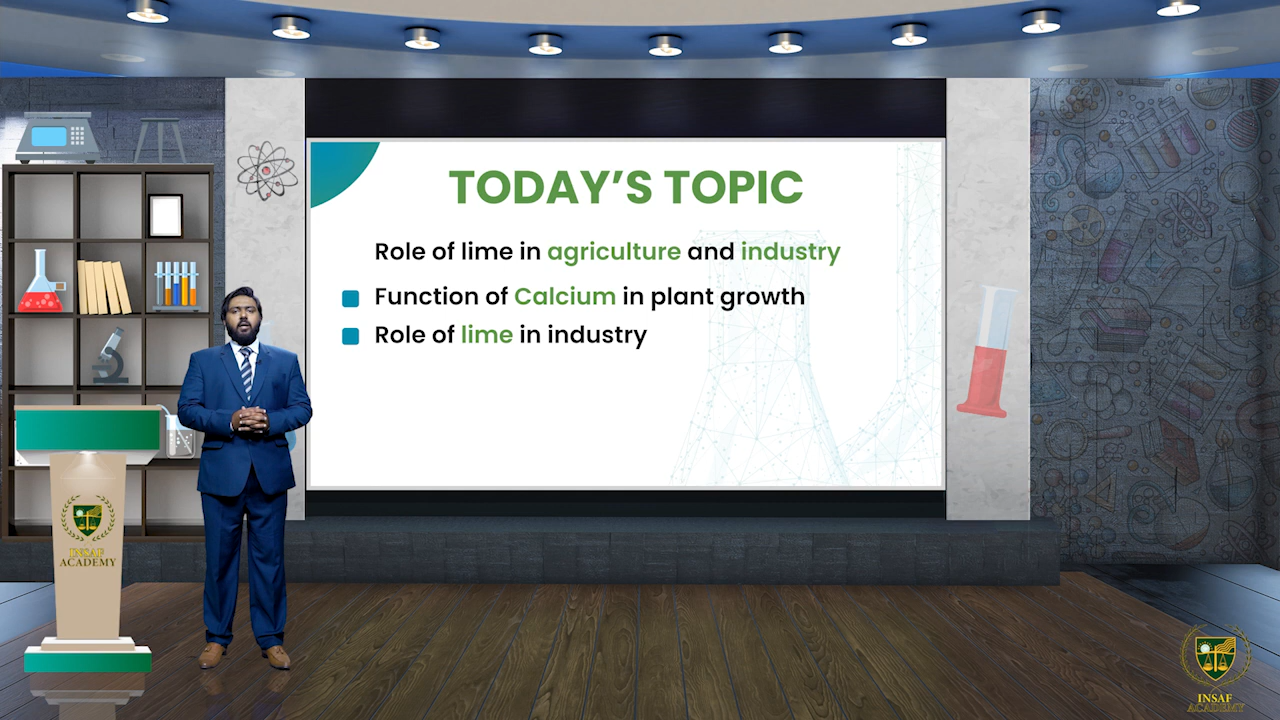 TODAY'S TOPIC
Role of lime in agriculture and industry
Function of Calcium in plant growth
Role of lime in industry
INSAF
ACADEMY
INSAF
ACADEMY